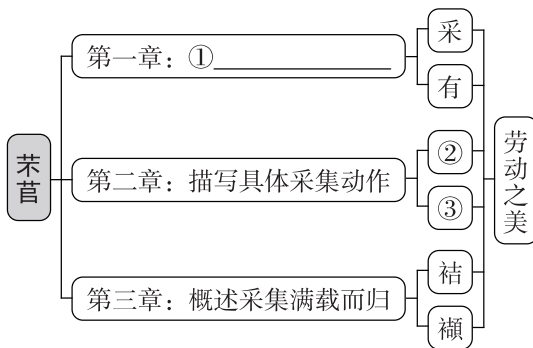 芣苢
第一章：①
采
有
第二章：描写具体采集动作
②
③
第三章：概述采集满载而归
袺
襭
劳动之美